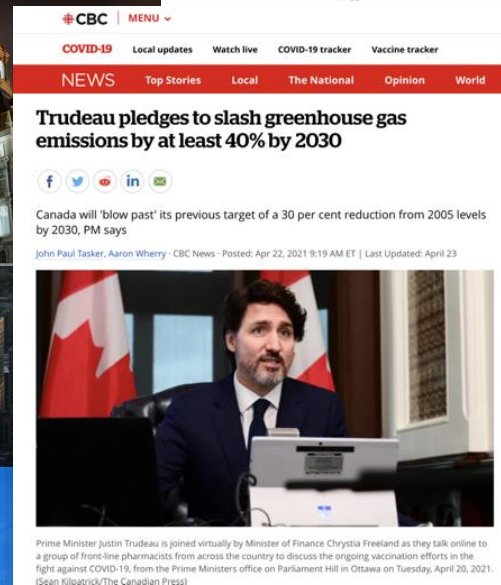 CBC
MENU
COVID-19 Local updates Watch live COVID-19 tracker Vaccine tracker
NEWS Top Stories Local The National Opinion World
Trudeau pledges to slash greenhouse gas
emissions by at least 40% by 2030
Canada will 'blow past' its previous target of a 30 per cent reduction from 2005 levels
by 2030, PM says
John Paul Tasker, Aaron Wherry · CBC News · Posted: Apr 22, 2021 9:19 AM ET | Last Updated: April 23
Prime Minister Justin Trudeau is joined virtually by Minister of Finance Chrystia Freeland as they talk online to
a group of front-line pharmacists from across the country to discuss the ongoing vaccination efforts in the
fight against COVID-19, from the Prime Ministers office on Parliament Hill in Ottawa on Tuesday, April 20, 2021.
(Sean Kilpatrick/The Canadian Press)